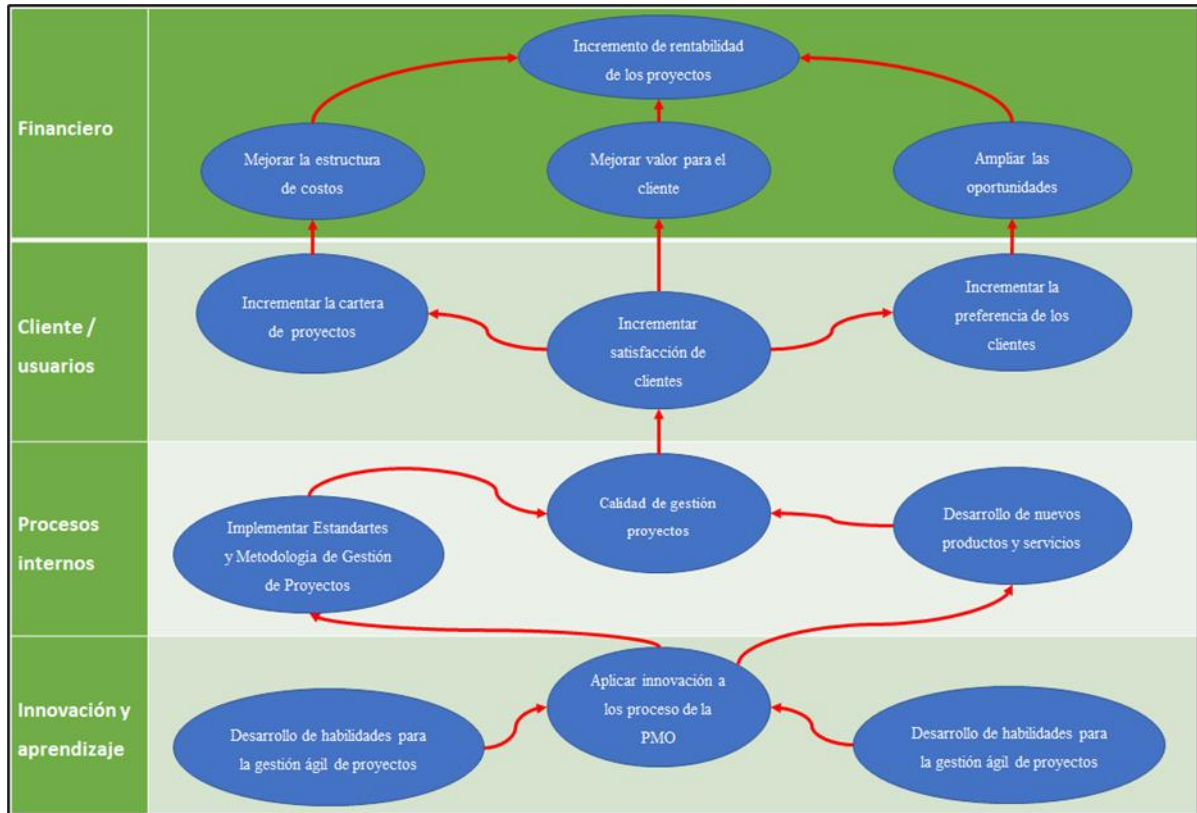 Financiero
Incremento de rentabilidad
de los proyectos
Mejorar la estructura
de costos
Mejorar valor para el
cliente
Ampliar las
oportunidades
Cliente /
usuarios
Incrementar la cartera
de proyectos
Incrementar
satisfacción de
clientes
Incrementar la
preferencia de los
clientes
Procesos
internos
Implementar Estandartes
y Metodología de Gestión
de Proyectos
Calidad de gestión
proyectos
Desarrollo de nuevos
productos y servicios
Innovación y
aprendizaje
Desarrollo de habilidades para
la gestión ágil de proyectos
Aplicar innovación a
los proceso de la
PMO
Desarrollo de habilidades para
la gestión ágil de proyectos